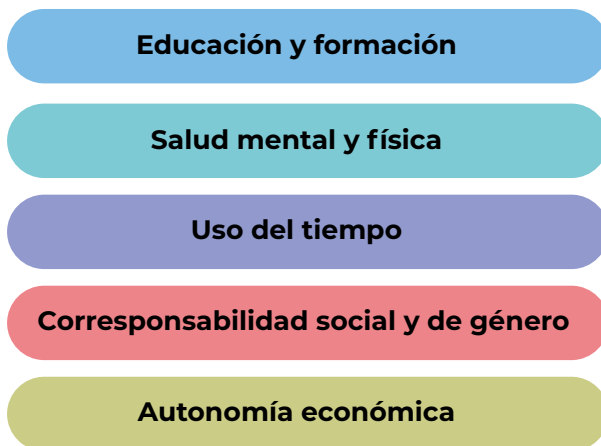 Educación y formación
Salud mental y física
Uso del tiempo
Corresponsabilidad social y de género
Autonomía económica